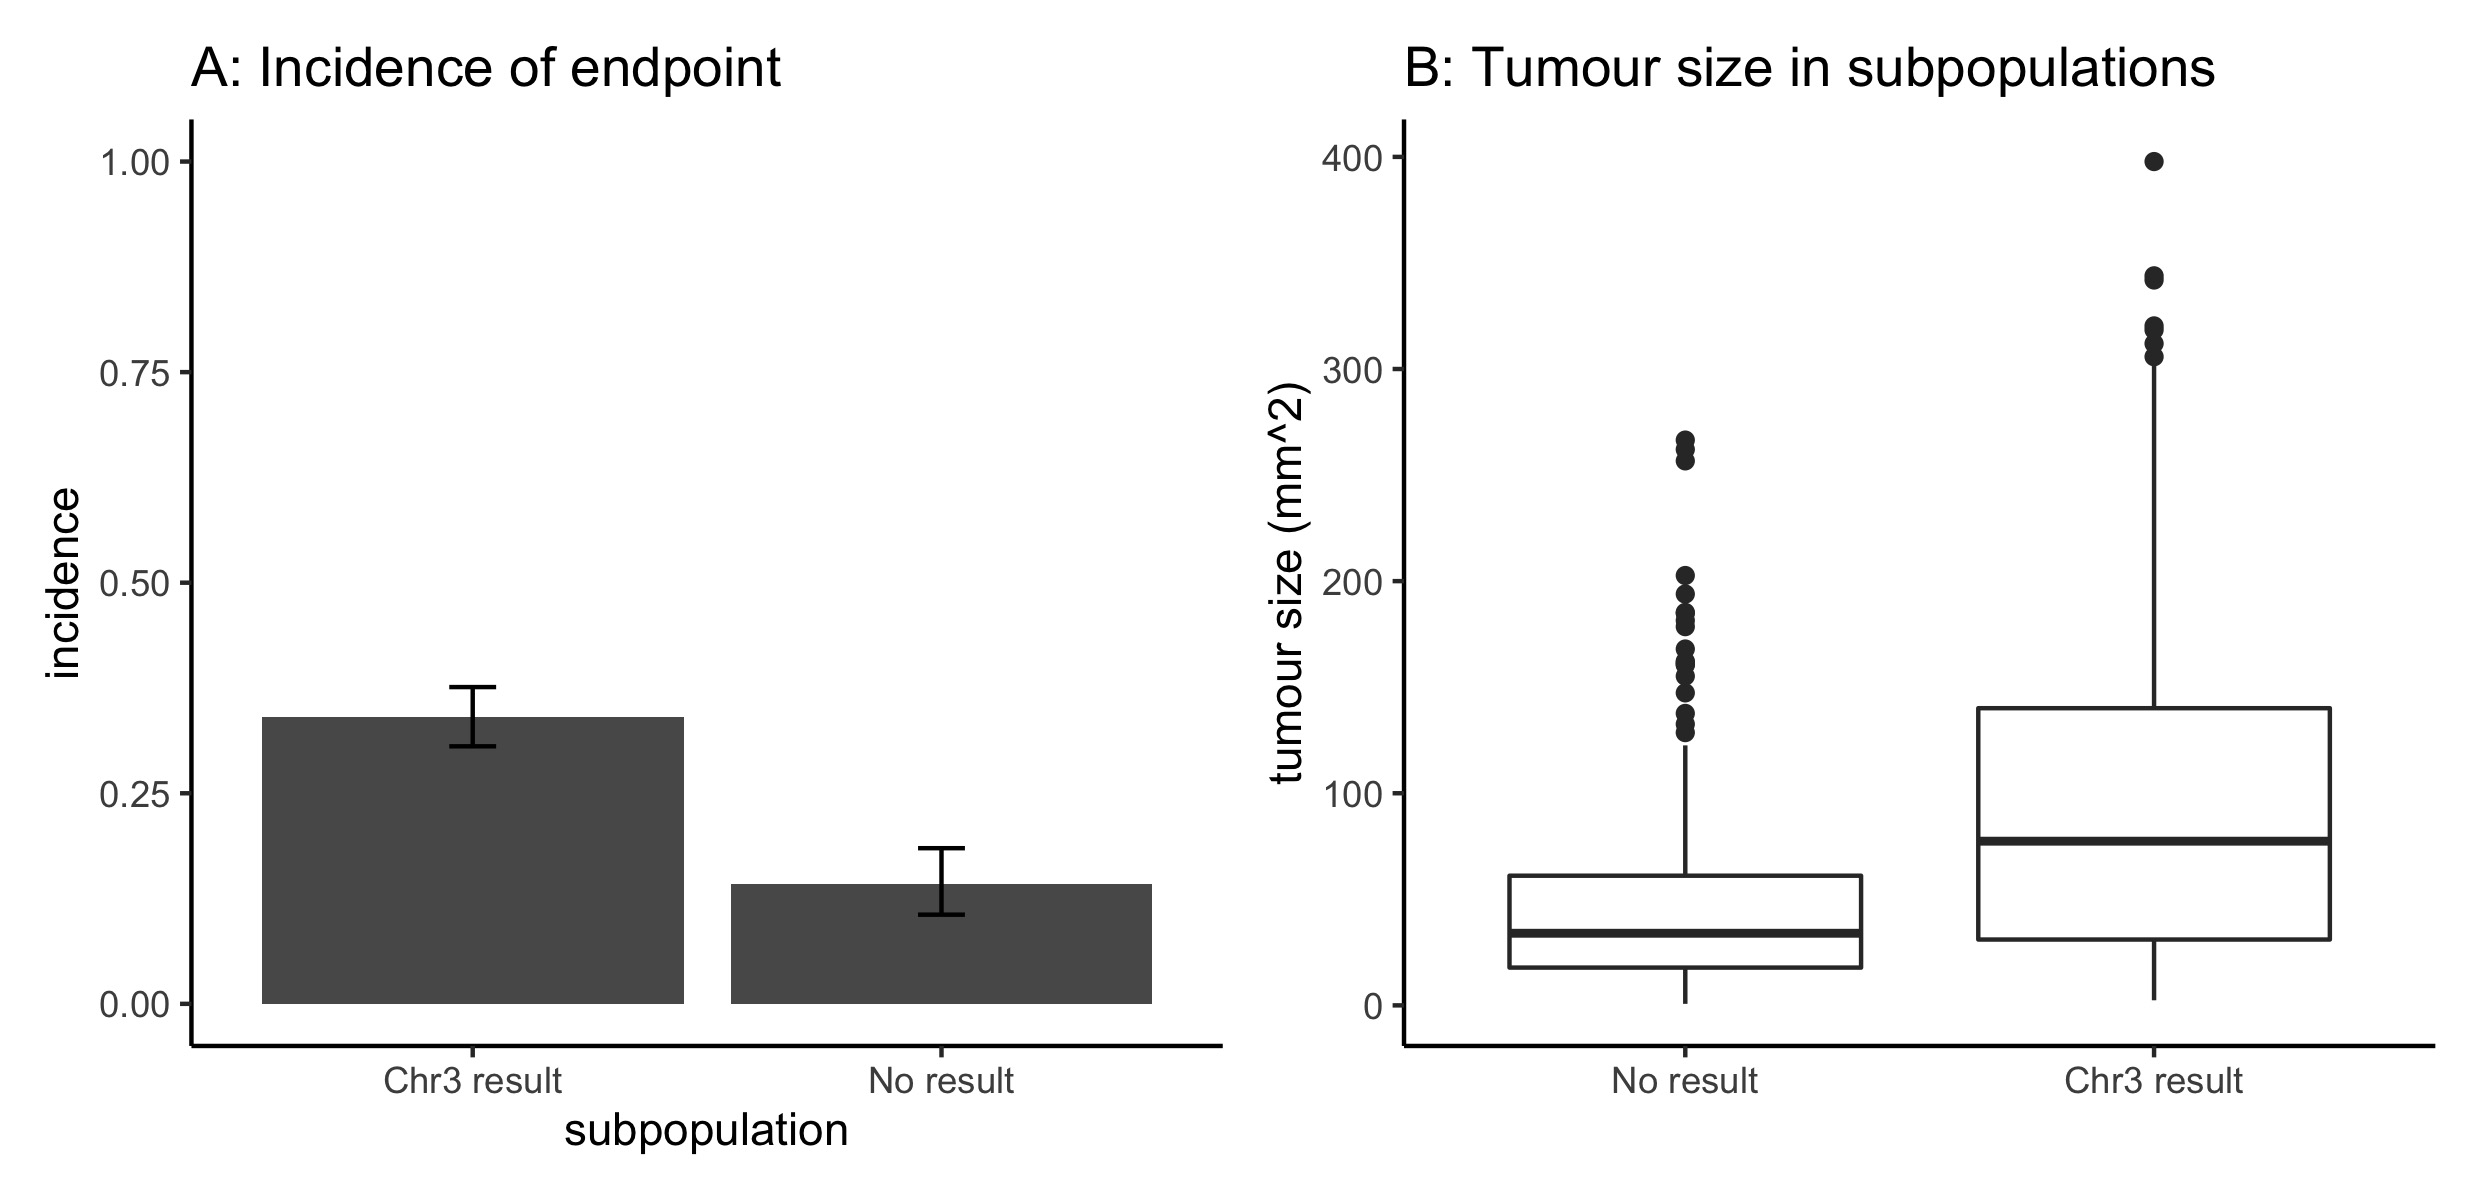 A: Incidence of endpoint
1.00
0.75
0.50
0.25
0.00
incidence
Chr3 result
No result
subpopulation
B: Tumour size in subpopulations
400
300
200
100
0
tumour size (mm^2)
No result
Chr3 result